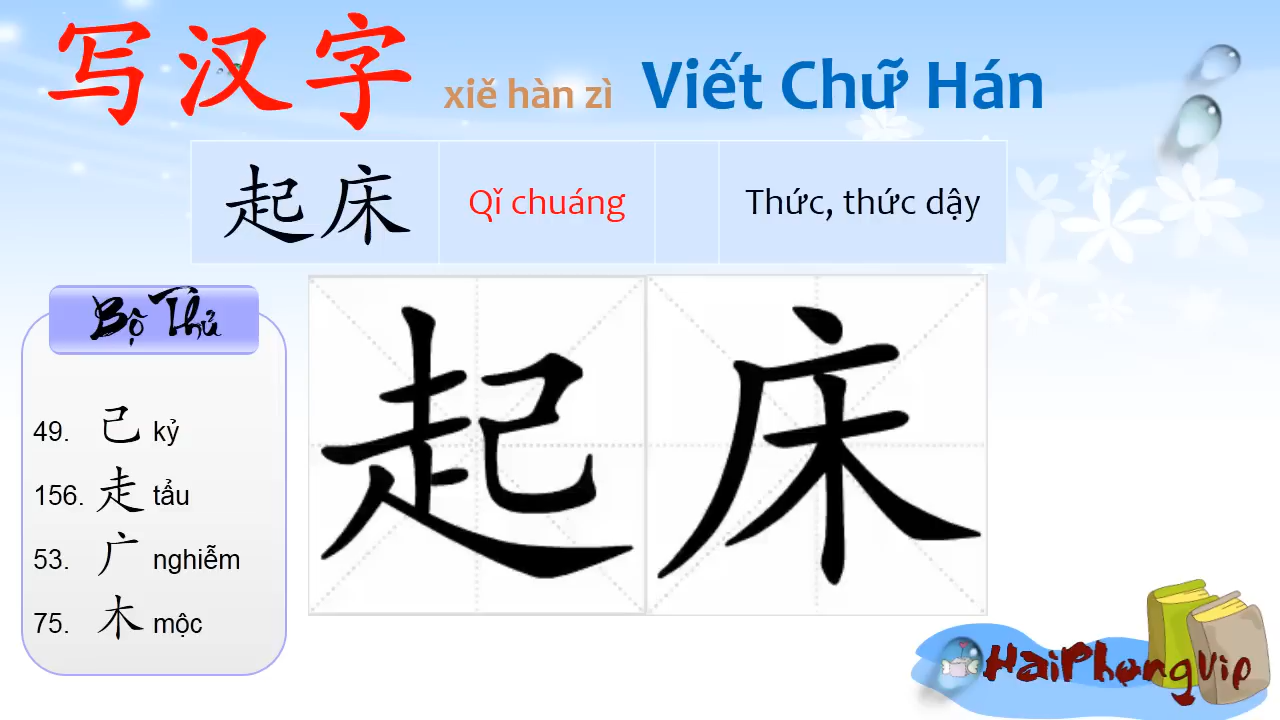 写汉字 xiě hàn zì Viết Chữ Hán
起床 Qǐ chuáng Thức, thức dậy
Bộ Thủ
49. 己 kỷ
156. 走 tẩu
53. 广 nghiễm
75. 木 mộc
起床
HaiPhongVip